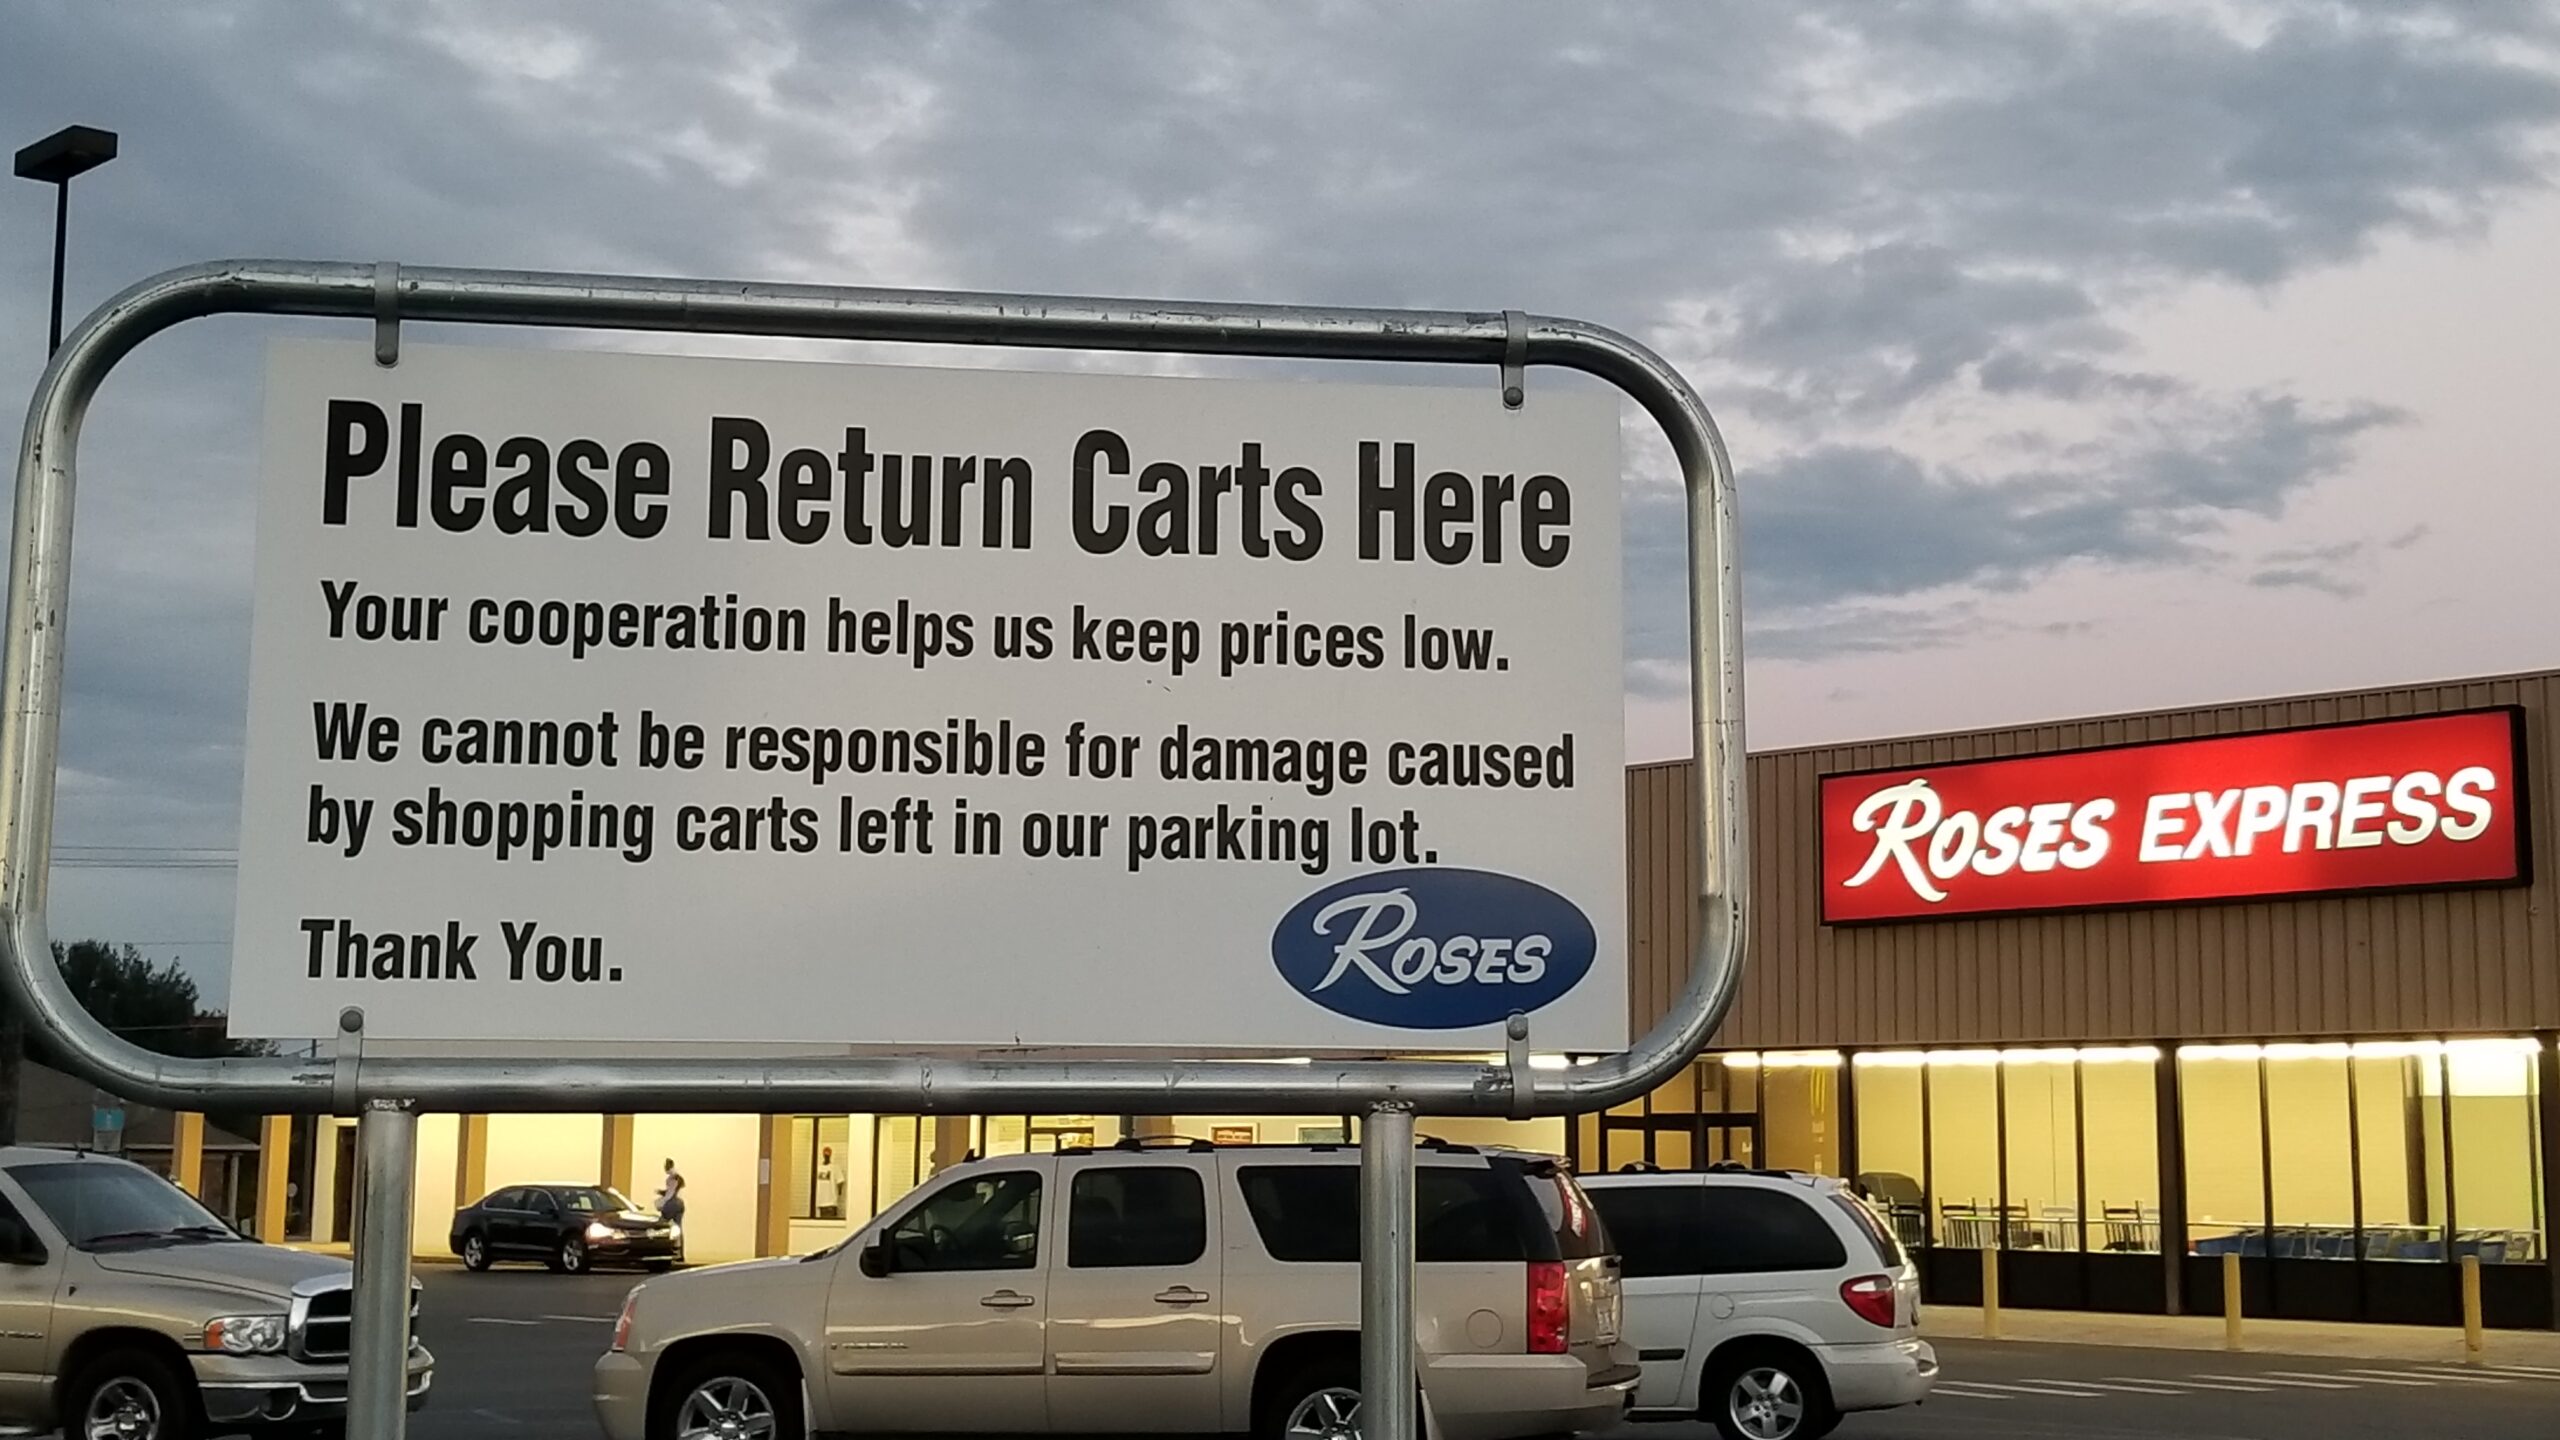 Please Return Carts Here
Your cooperation helps us keep prices low.
We cannot be responsible for damage caused
by shopping carts left in our parking lot.
Thank You.
ROSES
ROSES EXPRESS